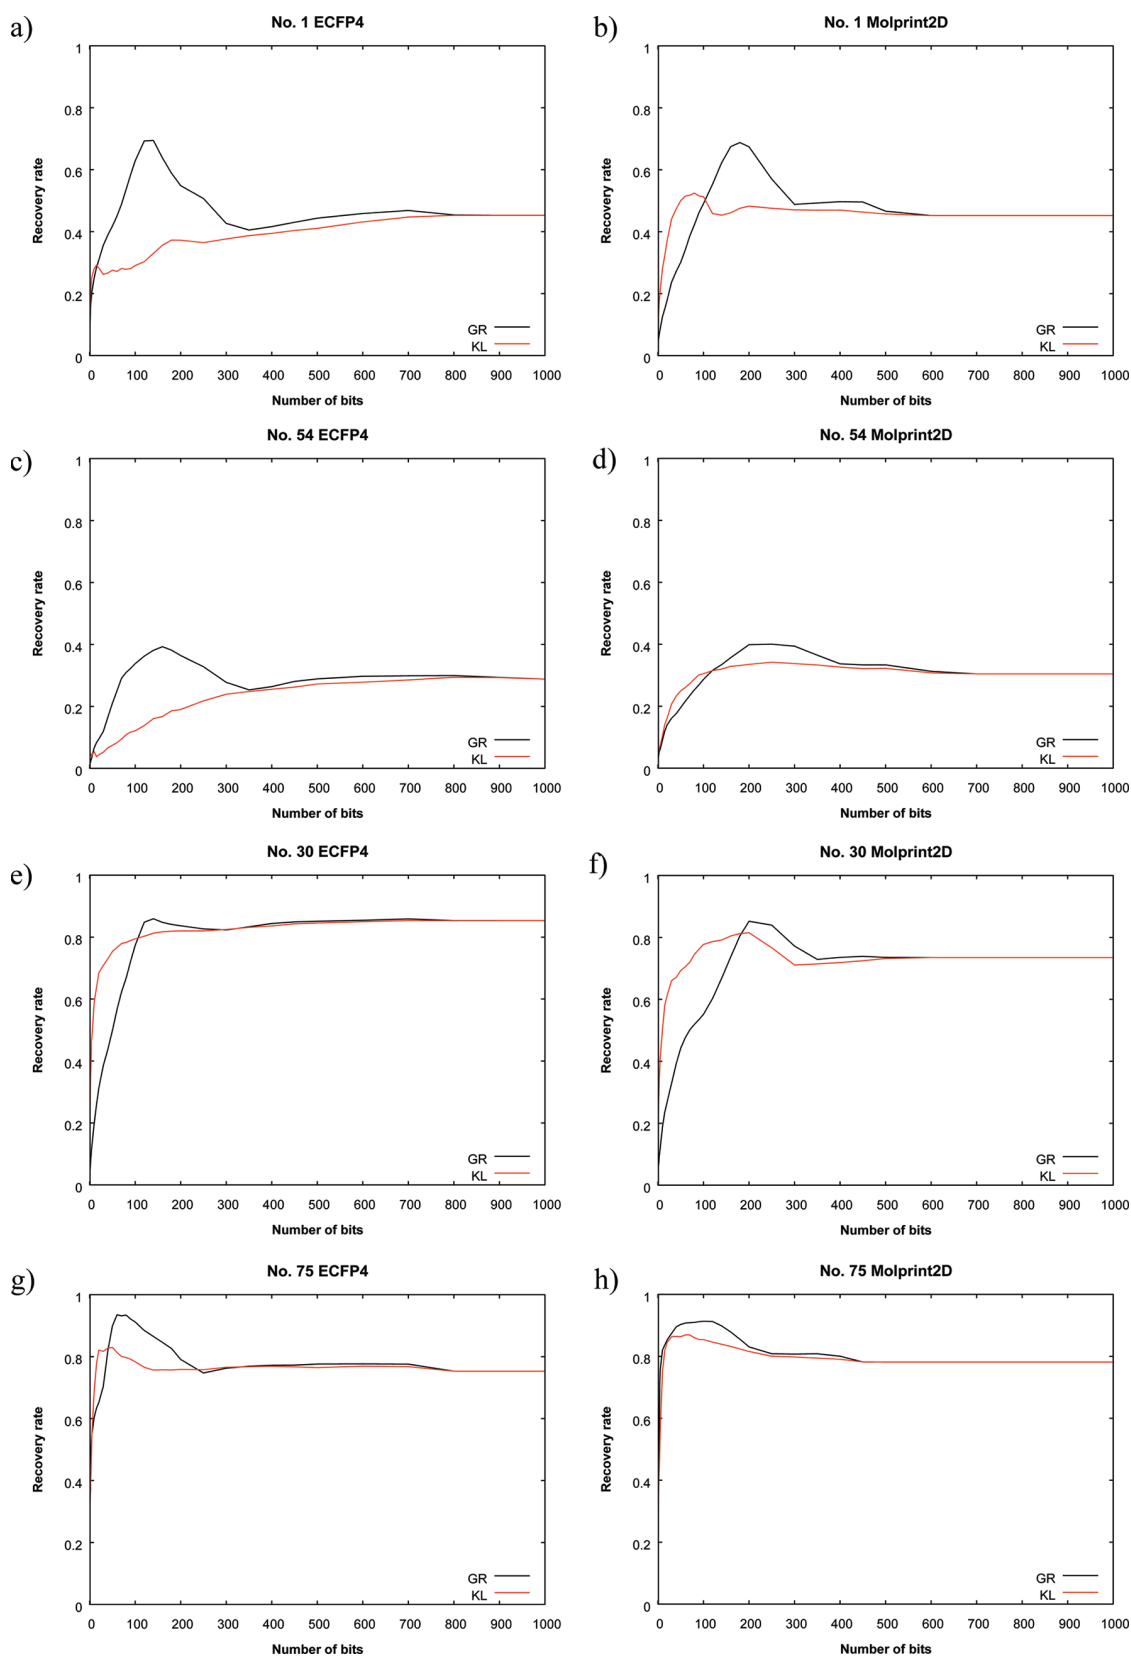 a)
No. 1 ECFP4
1
0.8
0.6
0.4
0.2
0
Recovery rate
GR
KL
0 100 200 300 400 500 600 700 800 900 1000
Number of bits
b)
No. 1 Molprint2D
1
0.8
0.6
0.4
0.2
0
Recovery rate
GR
KL
0 100 200 300 400 500 600 700 800 900 1000
Number of bits
c)
No. 54 ECFP4
1
0.8
0.6
0.4
0.2
0
Recovery rate
GR
KL
0 100 200 300 400 500 600 700 800 900 1000
Number of bits
d)
No. 54 Molprint2D
1
0.8
0.6
0.4
0.2
0
Recovery rate
GR
KL
0 100 200 300 400 500 600 700 800 900 1000
Number of bits
e)
No. 30 ECFP4
1
0.8
0.6
0.4
0.2
0
Recovery rate
GR
KL
0 100 200 300 400 500 600 700 800 900 1000
Number of bits
f)
No. 30 Molprint2D
1
0.8
0.6
0.4
0.2
0
Recovery rate
GR
KL
0 100 200 300 400 500 600 700 800 900 1000
Number of bits
g)
No. 75 ECFP4
1
0.8
0.6
0.4
0.2
0
Recovery rate
GR
KL
0 100 200 300 400 500 600 700 800 900 1000
Number of bits
h)
No. 75 Molprint2D
1
0.8
0.6
0.4
0.2
0
Recovery rate
GR
KL
0 100 200 300 400 500 600 700 800 900 1000
Number of bits